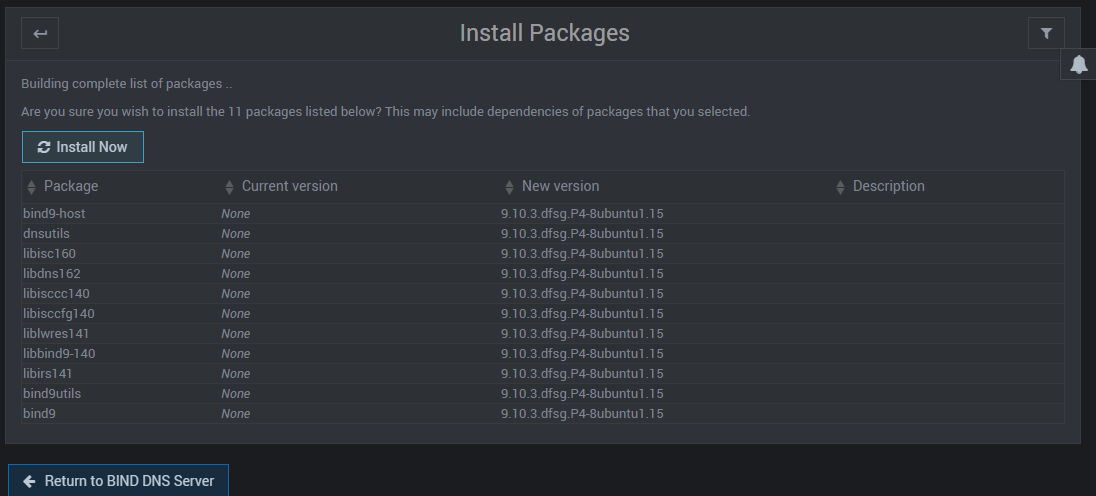 Install Packages
Building complete list of packages ..
Are you sure you wish to install the 11 packages listed below? This may include dependencies of packages that you selected.
Install Now
Package Current version New version Description
bind9-host None 9.10.3.dfsg.P4-8ubuntu1.15
dnsutils None 9.10.3.dfsg.P4-8ubuntu1.15
libisc160 None 9.10.3.dfsg.P4-8ubuntu1.15
libdns162 None 9.10.3.dfsg.P4-8ubuntu1.15
libisccc140 None 9.10.3.dfsg.P4-8ubuntu1.15
libisccfg140 None 9.10.3.dfsg.P4-8ubuntu1.15
liblwres141 None 9.10.3.dfsg.P4-8ubuntu1.15
libbind9-140 None 9.10.3.dfsg.P4-8ubuntu1.15
libirs141 None 9.10.3.dfsg.P4-8ubuntu1.15
bind9utils None 9.10.3.dfsg.P4-8ubuntu1.15
bind9 None 9.10.3.dfsg.P4-8ubuntu1.15
Return to BIND DNS Server